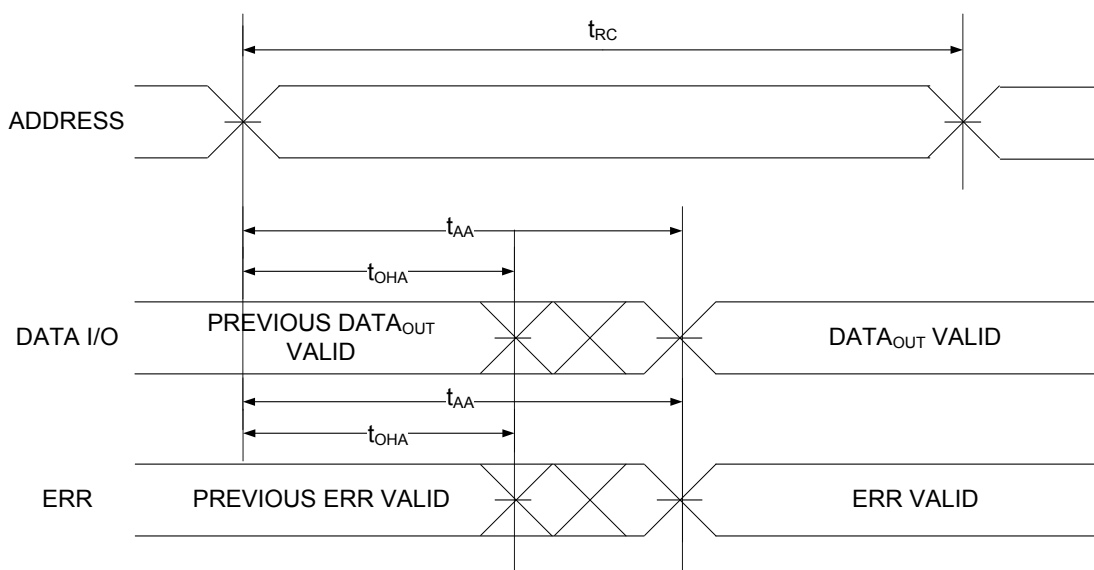 tRC
ADDRESS
tAA
tOHA
DATA I/O
PREVIOUS DATAOUT
VALID
DATAOUT VALID
tAA
tOHA
ERR
PREVIOUS ERR VALID
ERR VALID